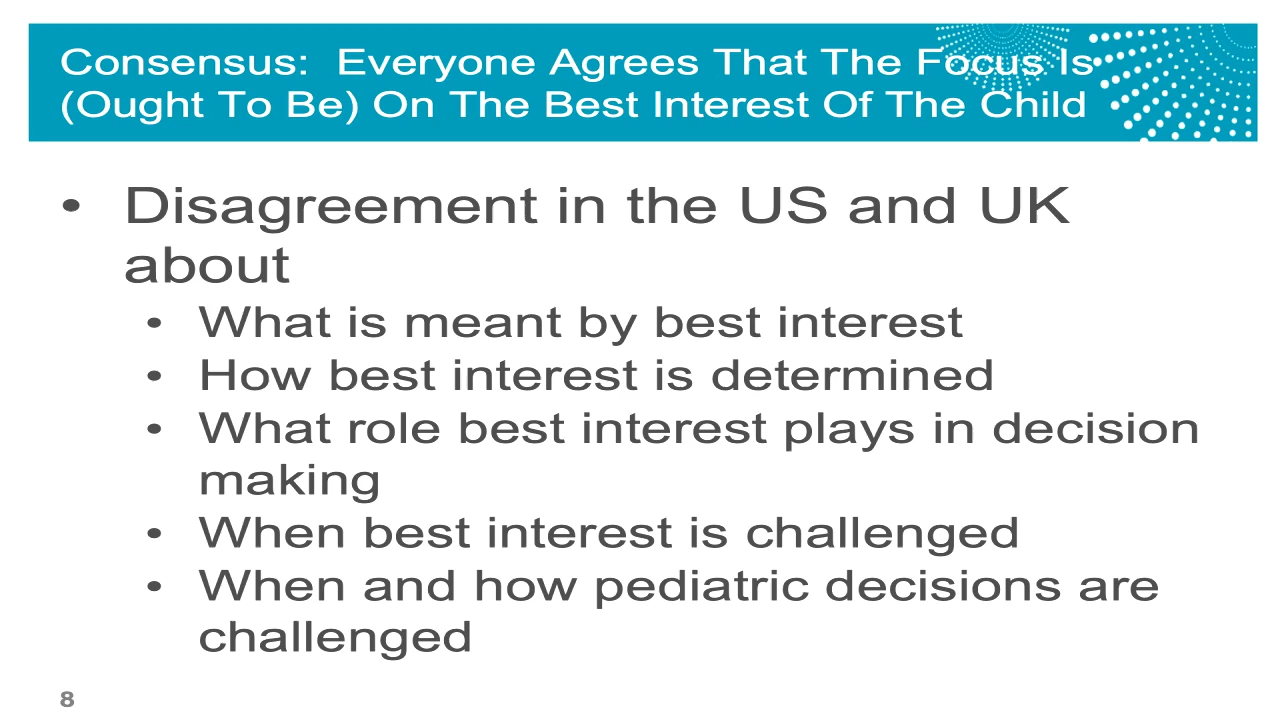 Consensus:  Everyone Agrees That The Focus Is
(Ought To Be) On The Best Interest Of The Child
• Disagreement in the US and UK
about
• What is meant by best interest
• How best interest is determined
• What role best interest plays in decision
making
• When best interest is challenged
• When and how pediatric decisions are
challenged
8